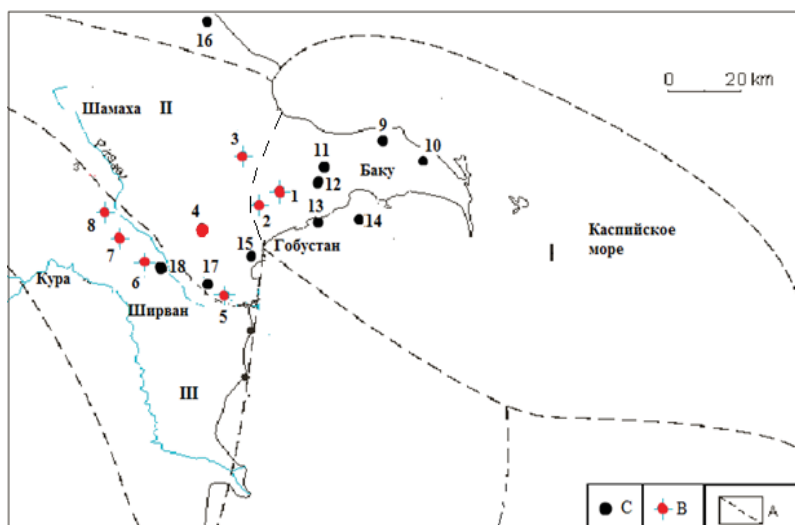 16
0 20 km
Шамаха II
3
9
10
11
12
Баку
1
2
4
8
13
14
7
Гобустан
Каспийское
море
I
15
6
18
17
Кура
Ширван
5
III
C
B
A